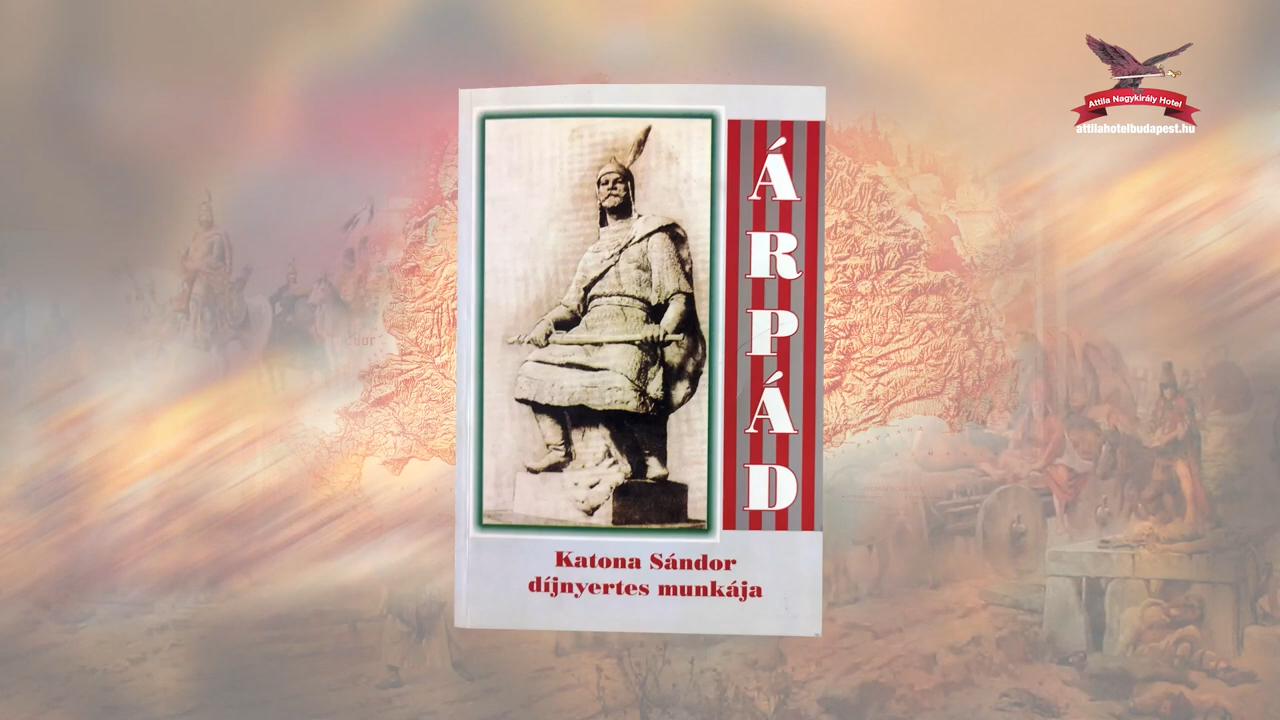 Attila Nagykirály Hotel
attilahotelbudapest.hu
ÁRPÁD
Katona Sándor
díjnyertes munkája